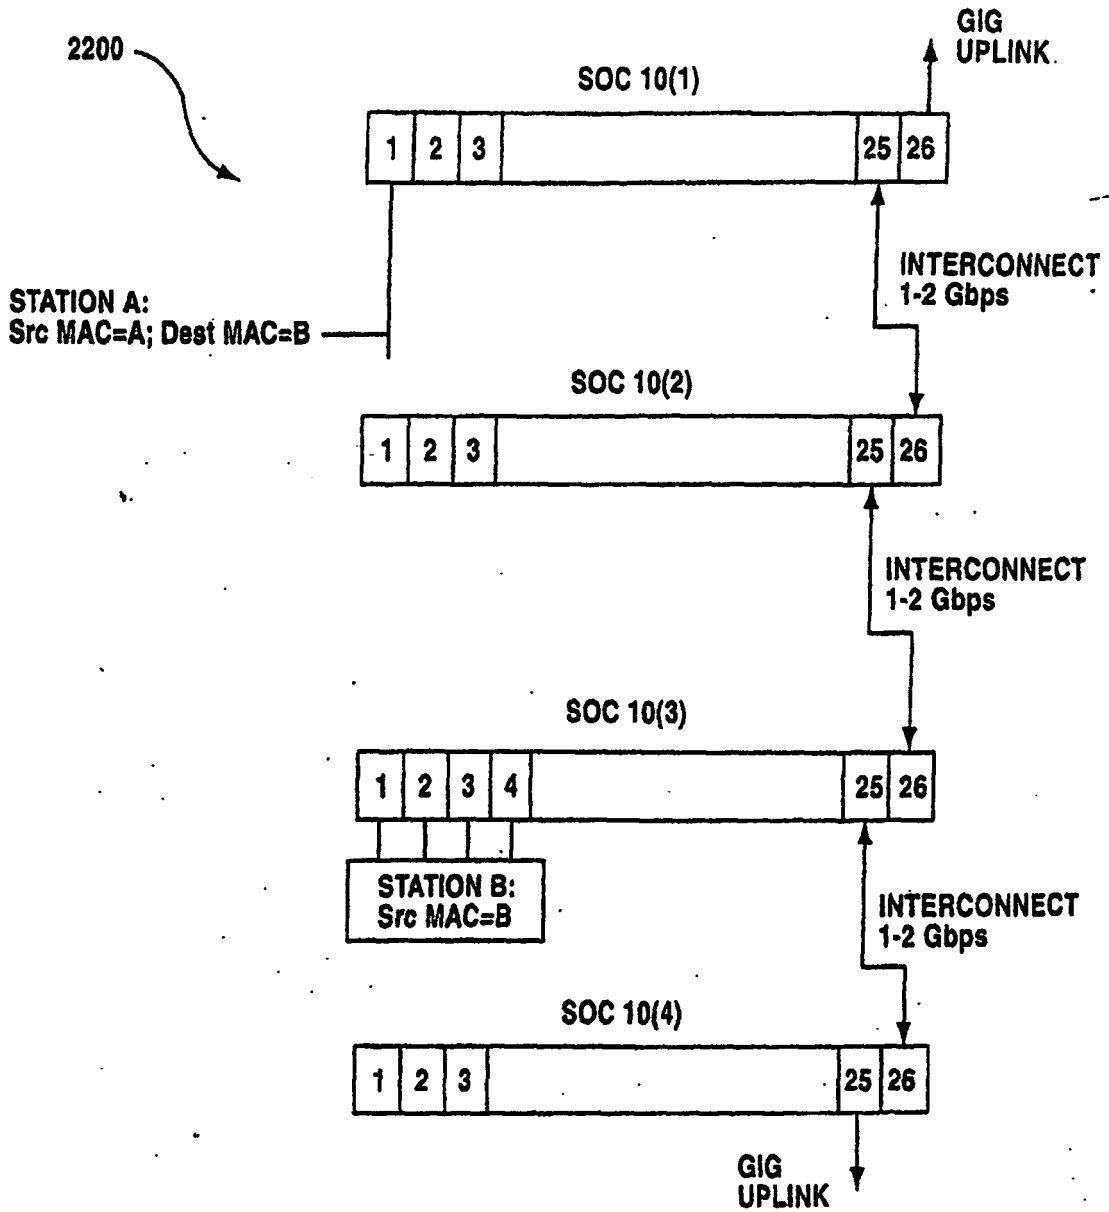 2200
GIG
UPLINK
SOC 10(1)
1 2 3 25 26
INTERCONNECT
1-2 Gbps
STATION A:
Src MAC=A; Dest MAC=B
SOC 10(2)
1 2 3 25 26
INTERCONNECT
1-2 Gbps
SOC 10(3)
1 2 3 4 25 26
STATION B:
Src MAC=B
INTERCONNECT
1-2 Gbps
SOC 10(4)
1 2 3 25 26
GIG
UPLINK